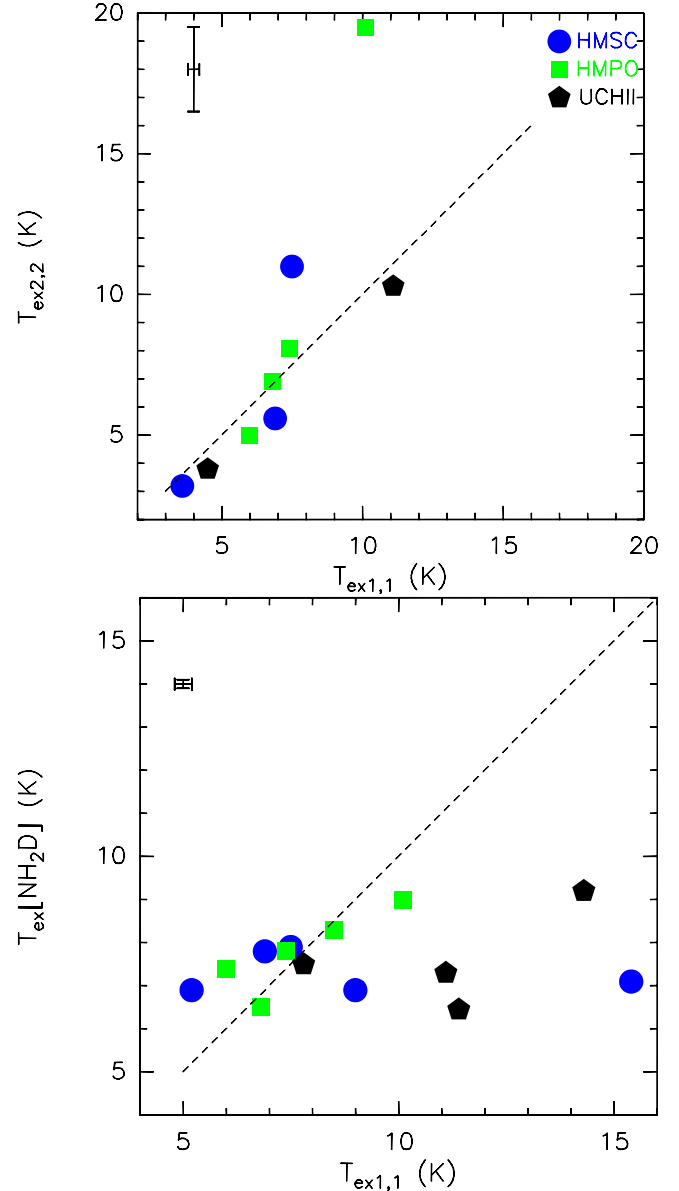 20
HMSC
HMPO
UCHII
15
T_ex2,2 (K)
10
5
5 10 15 20
T_ex1,1 (K)
15
T_ex[NH_2D] (K)
10
5
5 10 15
T_ex1,1 (K)